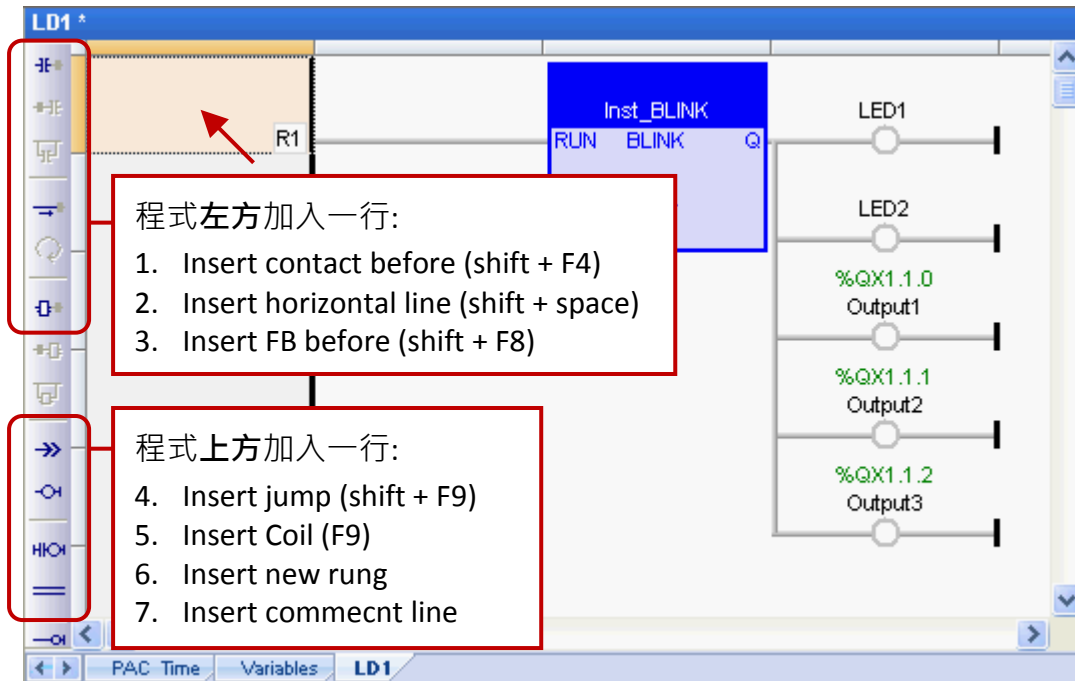 LD1 *
R1
Inst_BLINK
RUN BLINK Q
LED1
LED2
%QX1.1.0
Output1
%QX1.1.1
Output2
%QX1.1.2
Output3
程式左方加入一行:
1. Insert contact before (shift + F4)
2. Insert horizontal line (shift + space)
3. Insert FB before (shift + F8)
程式上方加入一行:
4. Insert jump (shift + F9)
5. Insert Coil (F9)
6. Insert new rung
7. Insert commecnt line
PAC Time Variables LD1